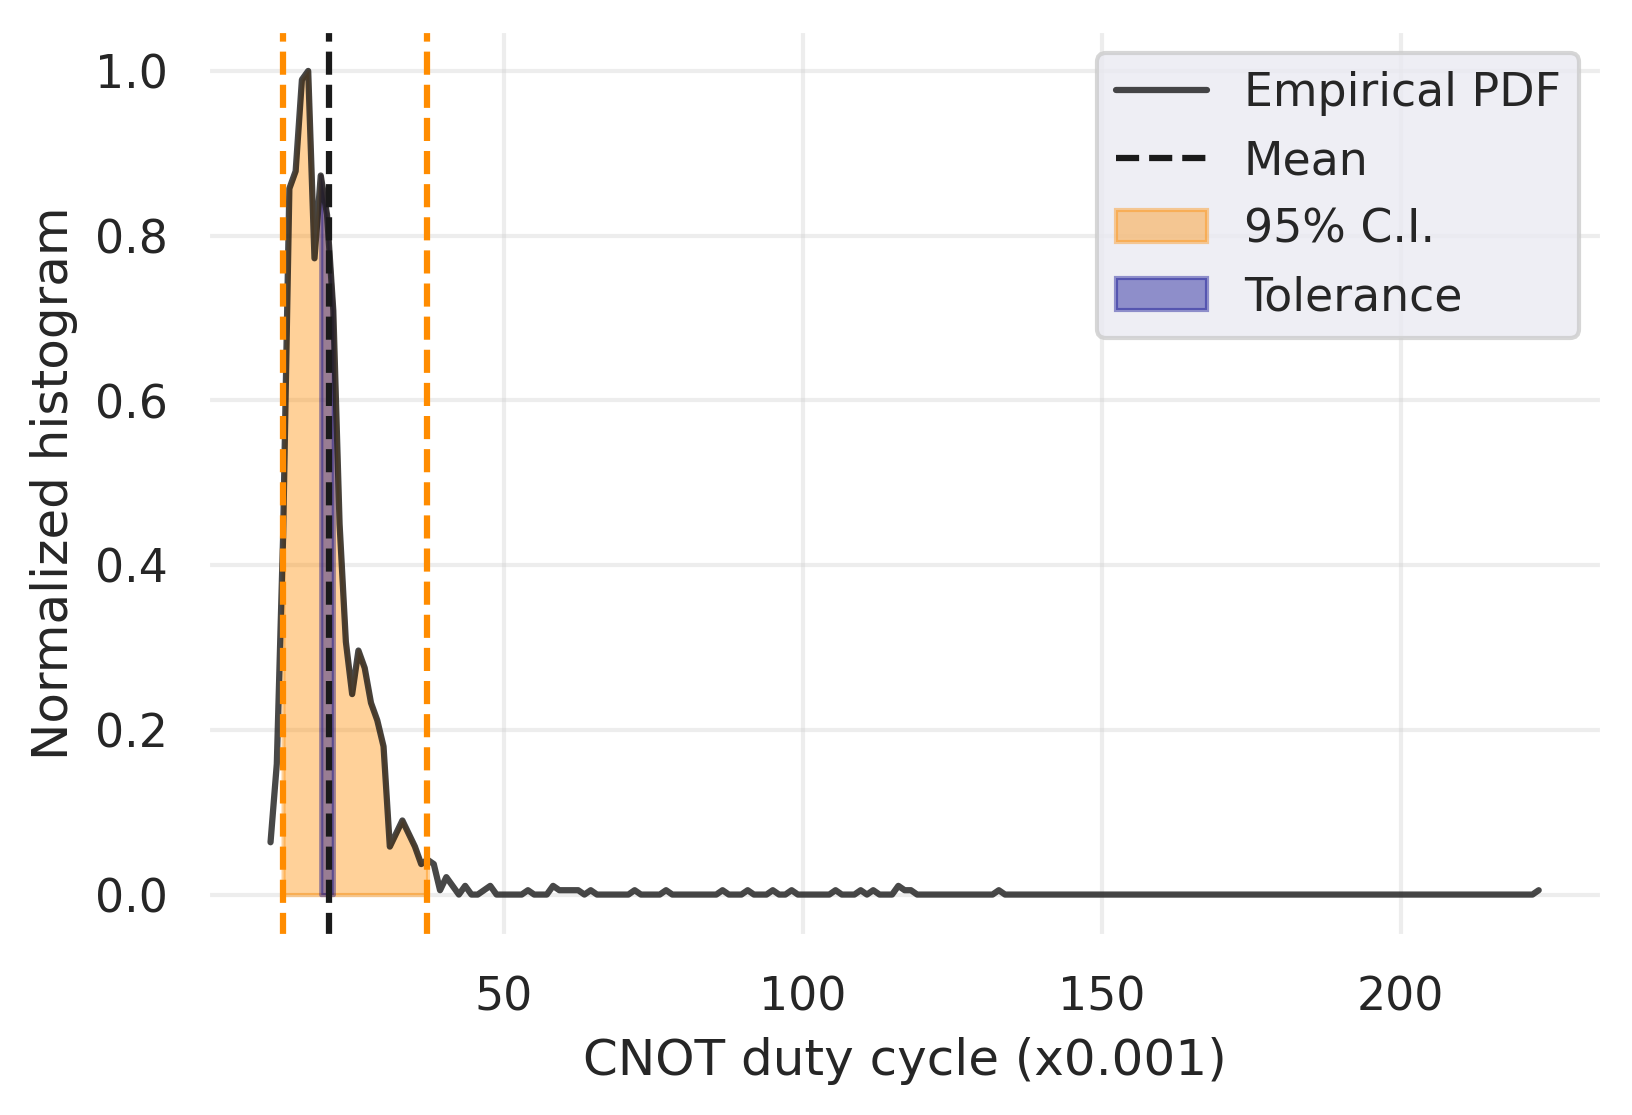 1.0
0.8
0.6
0.4
0.2
0.0
Normalized histogram
Empirical PDF
Mean
95% C.I.
Tolerance
50 100 150 200
CNOT duty cycle (x0.001)